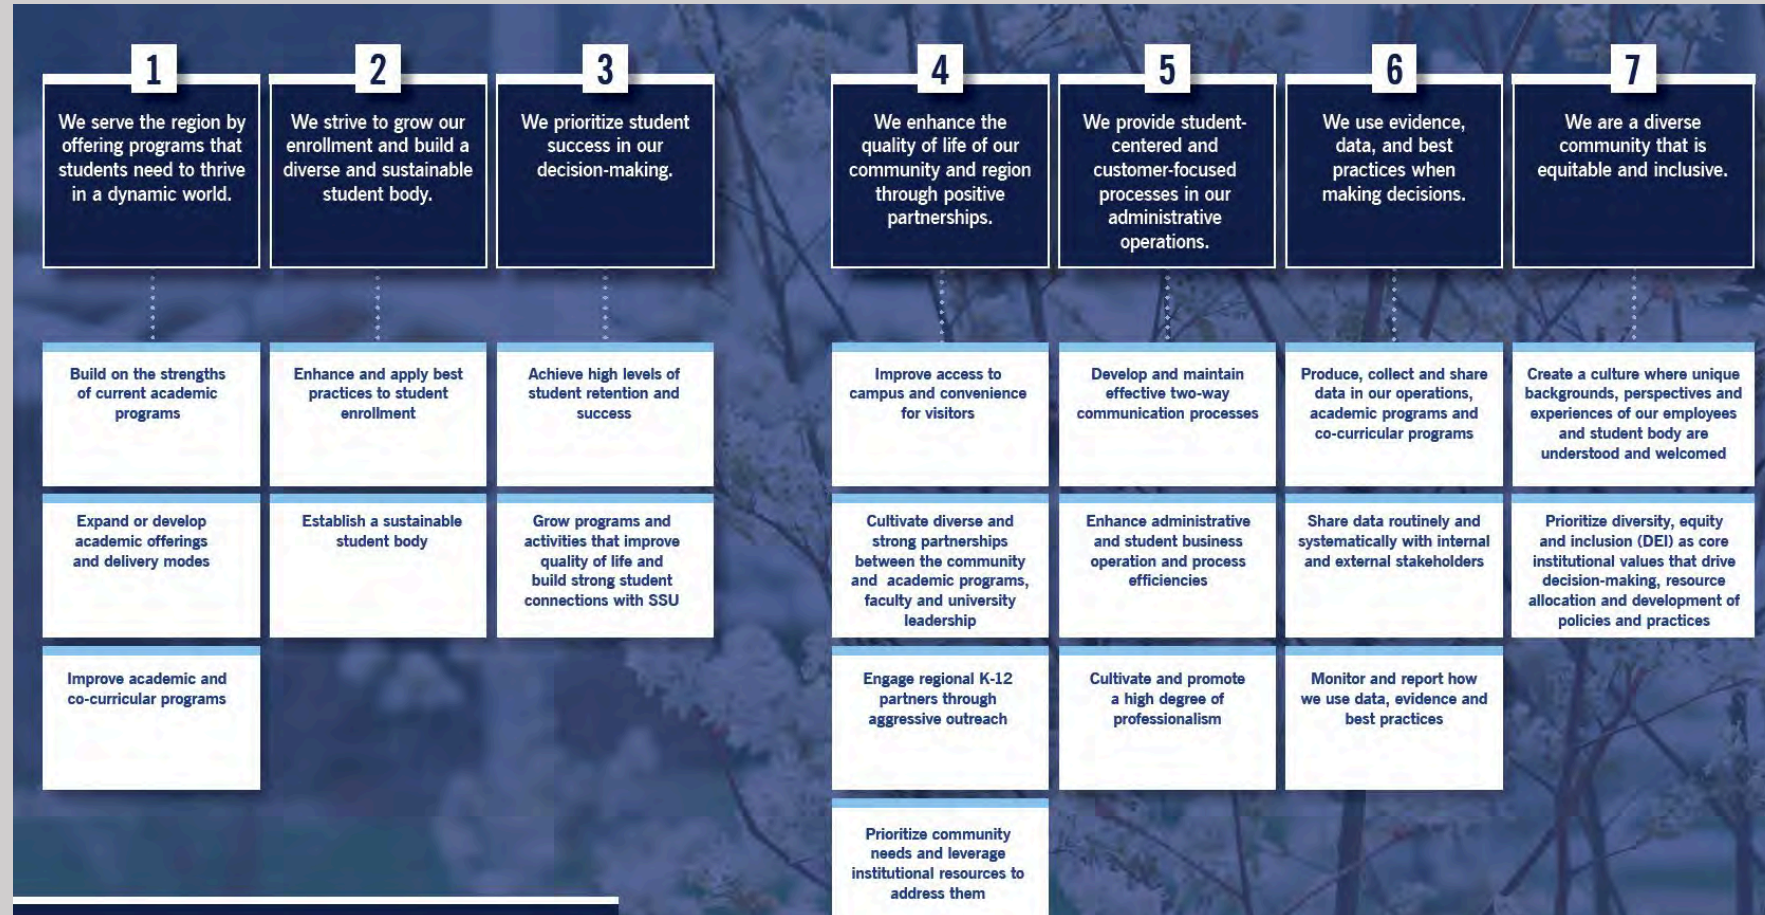 1
We serve the region by
offering programs that
students need to thrive
in a dynamic world.
Build on the strengths
of current academic
programs
Expand or develop
academic offerings
and delivery modes
Improve academic and
co-curricular programs
2
We strive to grow our
enrollment and build a
diverse and sustainable
student body.
Enhance and apply best
practices to student
enrollment
Establish a sustainable
student body
3
We prioritize student
success in our
decision-making.
Achieve high levels of
student retention and
success
Grow programs and
activities that improve
quality of life and
build strong student
connections with SSU
4
We enhance the
quality of life of our
community and region
through positive
partnerships.
Improve access to
campus and convenience
for visitors
Cultivate diverse and
strong partnerships
between the community
and academic programs,
faculty and university
leadership
Engage regional K-12
partners through
aggressive outreach
Prioritize community
needs and leverage
institutional resources to
address them
5
We provide student-
centered and
customer-focused
processes in our
administrative
operations.
Develop and maintain
effective two-way
communication processes
Enhance administrative
and student business
operation and process
efficiencies
Cultivate and promote
a high degree of
professionalism
6
We use evidence,
data, and best
practices when
making decisions.
Produce, collect and share
data in our operations,
academic programs and
co-curricular programs
Share data routinely and
systematically with internal
and external stakeholders
Monitor and report how
we use data, evidence and
best practices
7
We are a diverse
community that is
equitable and inclusive.
Create a culture where unique
backgrounds, perspectives and
experiences of our employees
and student body are
understood and welcomed
Prioritize diversity, equity
and inclusion (DEI) as core
institutional values that drive
decision-making, resource
allocation and development of
policies and practices